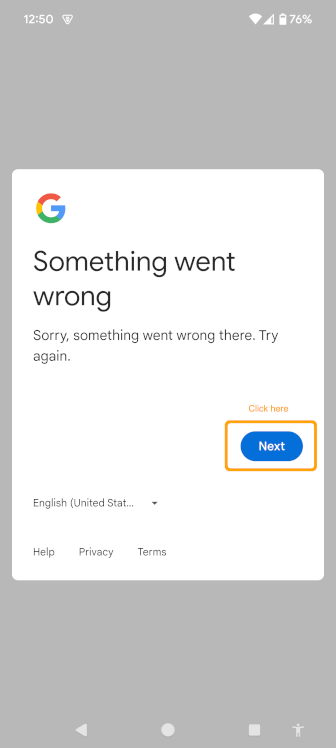 12:50
76%
Something went
wrong
Sorry, something went wrong there. Try
again.
Click here
Next
English (United Stat...
Help Privacy Terms